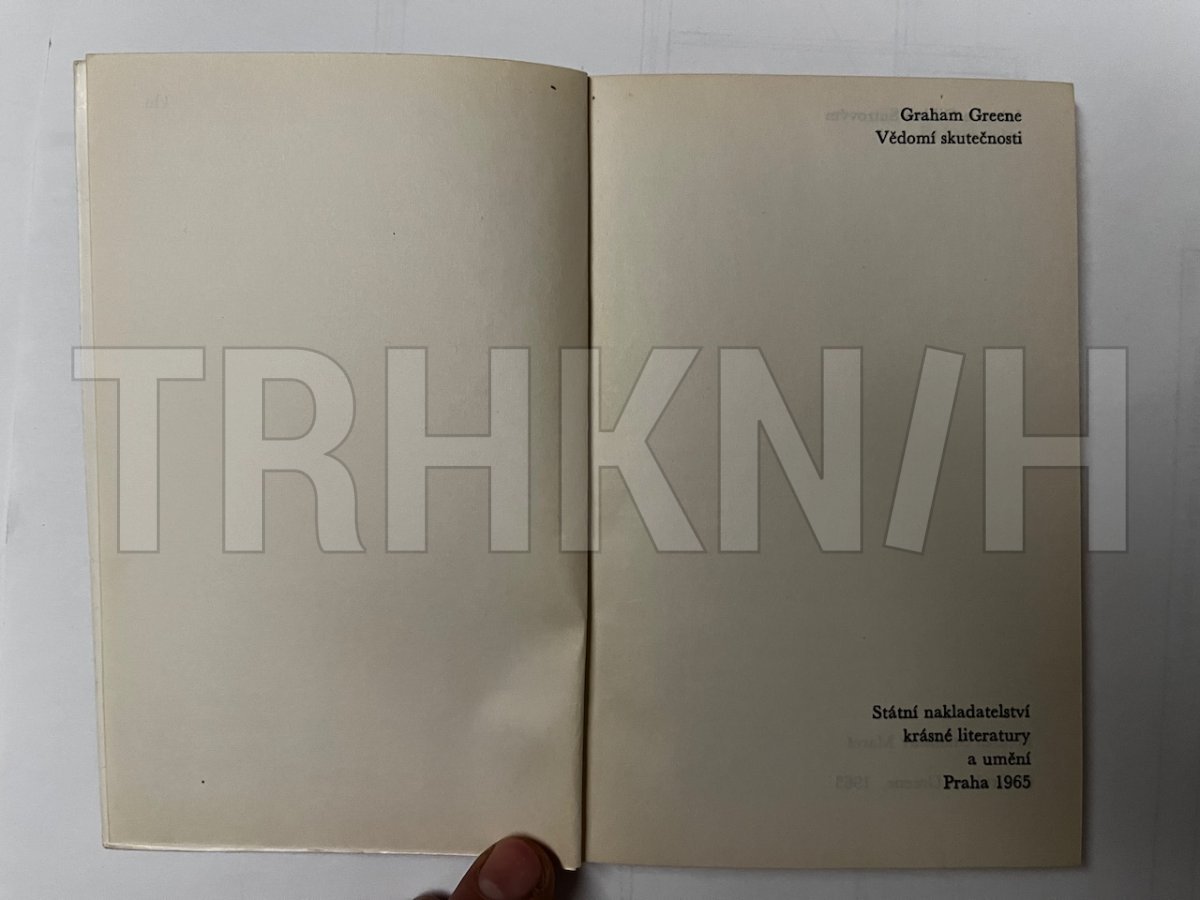 Graham Greene
Vědomí skutečnosti
TRHKNIH
Státní nakladatelství
krásné literatury
a umění
Praha 1965